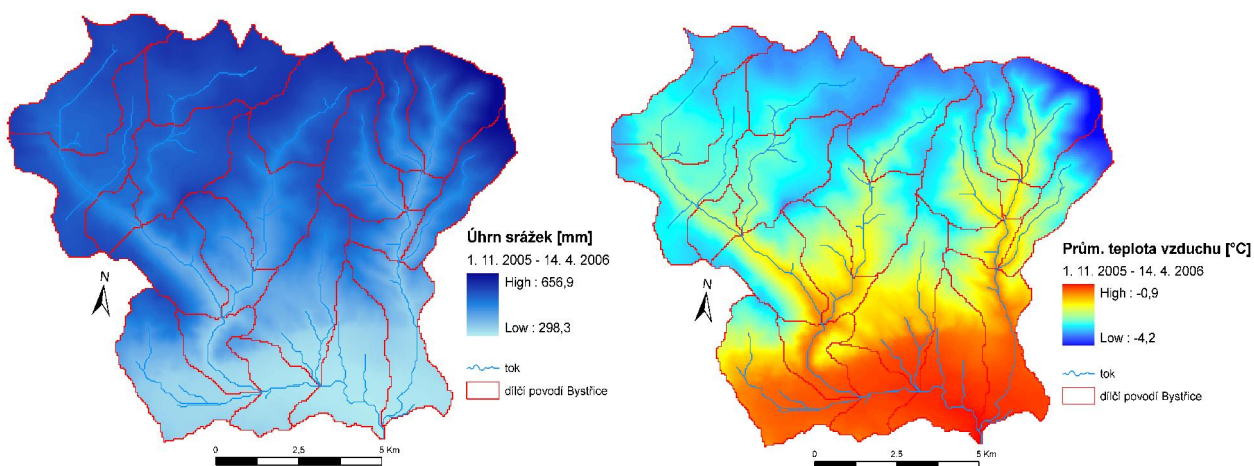 Úhrn srážek [mm]
1. 11. 2005 - 14. 4. 2006
High : 656,9
Low : 298,3
N
tok
dílčí povodí Bystřice
0 2,5 5 Km
Prům. teplota vzduchu [°C]
1. 11. 2005 - 14. 4. 2006
High : -0,9
Low : -4,2
N
tok
dílčí povodí Bystřice
0 2,5 5 Km